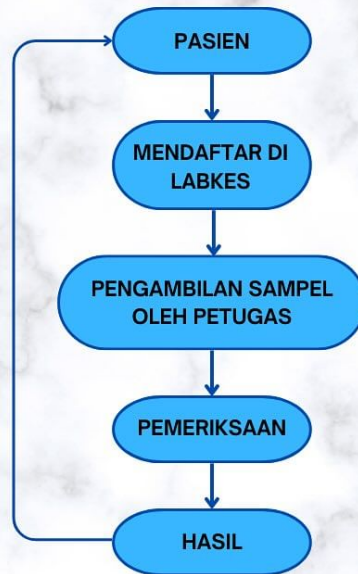 PASIEN
MENDAFTAR DI
LABKES
PENGAMBILAN SAMPEL
OLEH PETUGAS
PEMERIKSAAN
HASIL